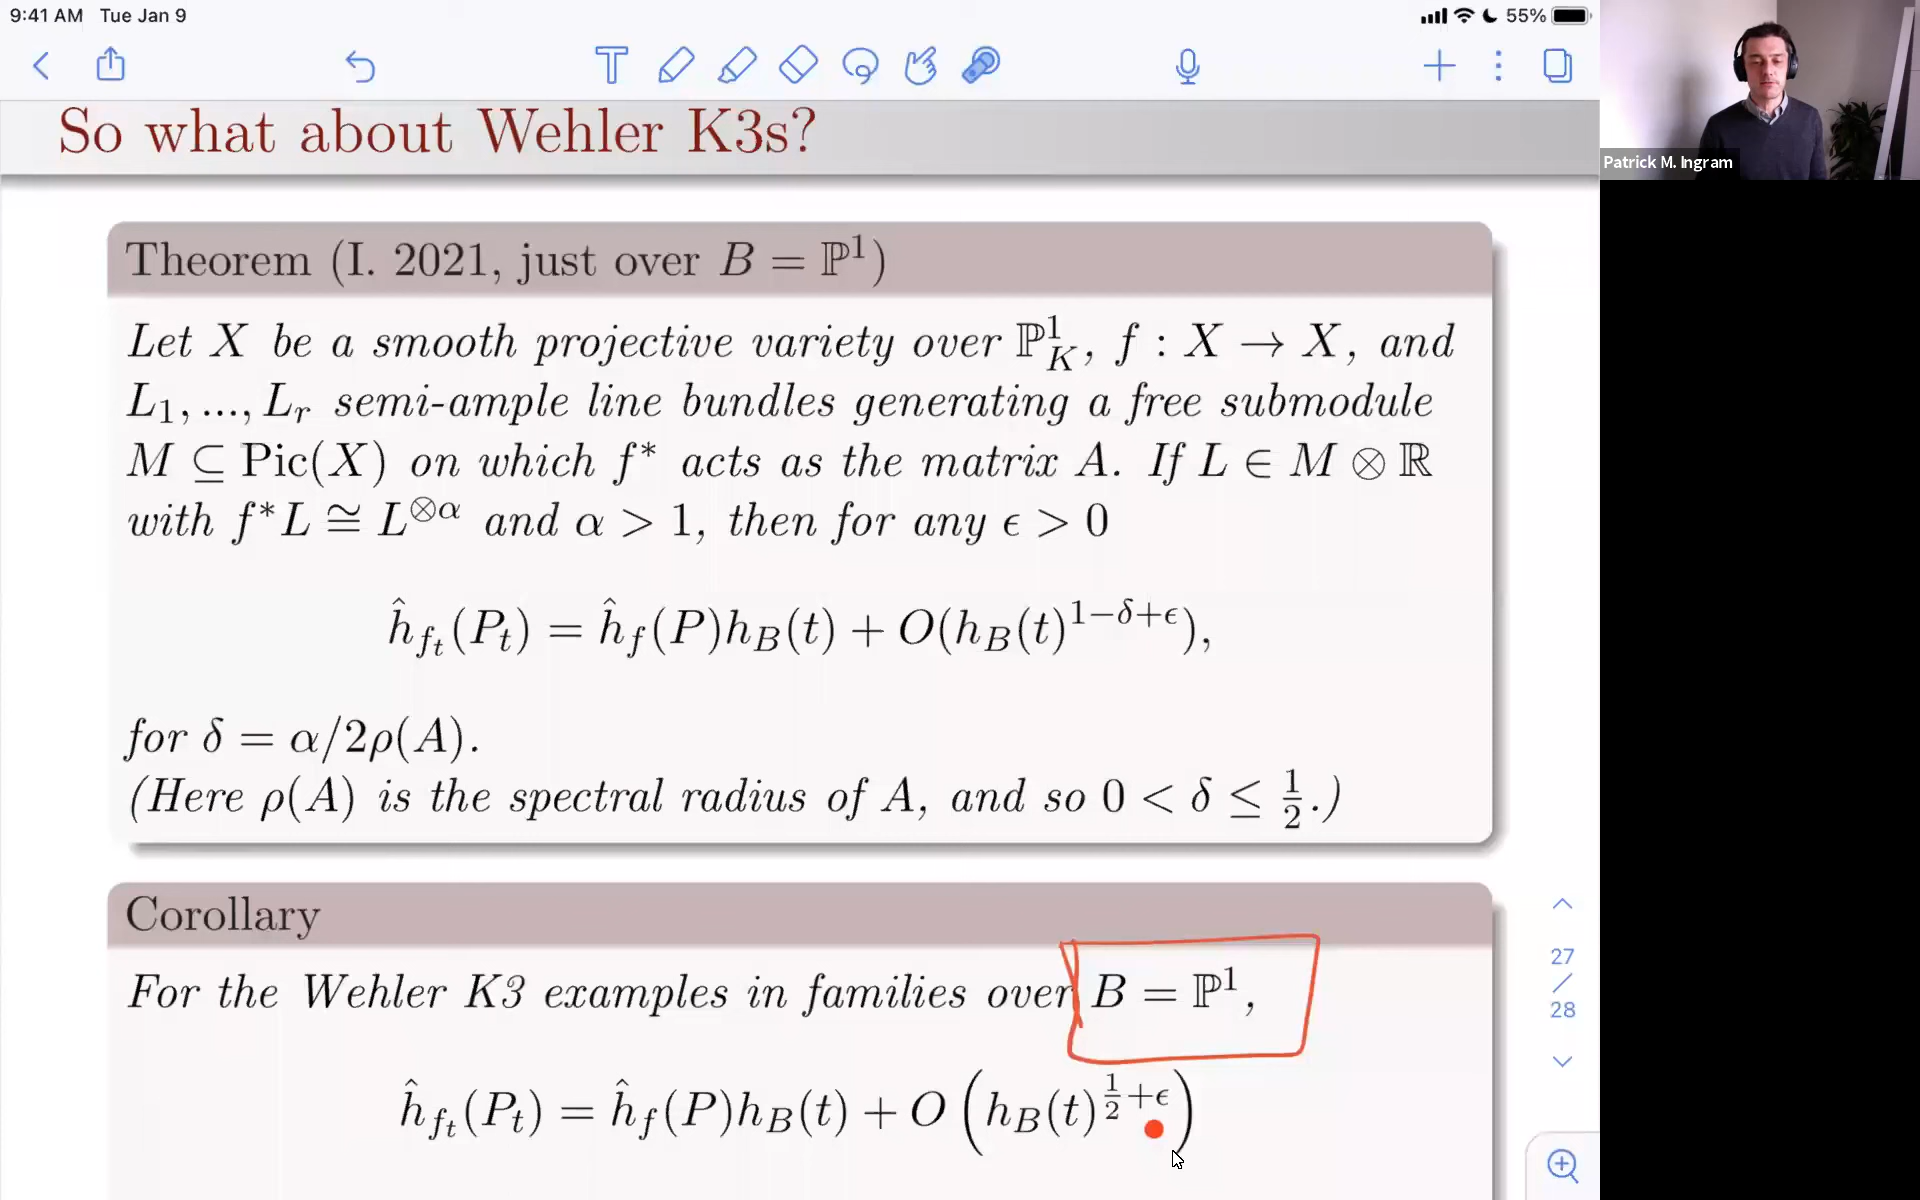 9:41 AM Tue Jan 9
55%
Patrick M. Ingram
So what about Wehler K3s?
Theorem (I. 2021, just over B = ℙ¹)
Let X be a smooth projective variety over ℙ¹_K, f : X → X, and
L₁, ..., L_r semi-ample line bundles generating a free submodule
M ⊆ Pic(X) on which f* acts as the matrix A. If L ∈ M ⊗ ℝ
with f*L ≅ L^{⊗α} and α > 1, then for any ϵ > 0
ĥ_{f_t}(P_t) = ĥ_f(P)h_B(t) + O(h_B(t)^{1−δ+ϵ}),
for δ = α/2ρ(A).
(Here ρ(A) is the spectral radius of A, and so 0 < δ ≤ 1/2.)
Corollary
For the Wehler K3 examples in families over B = ℙ¹,
ĥ_{f_t}(P_t) = ĥ_f(P)h_B(t) + O(h_B(t)^{1/2+ϵ})
27
/
28